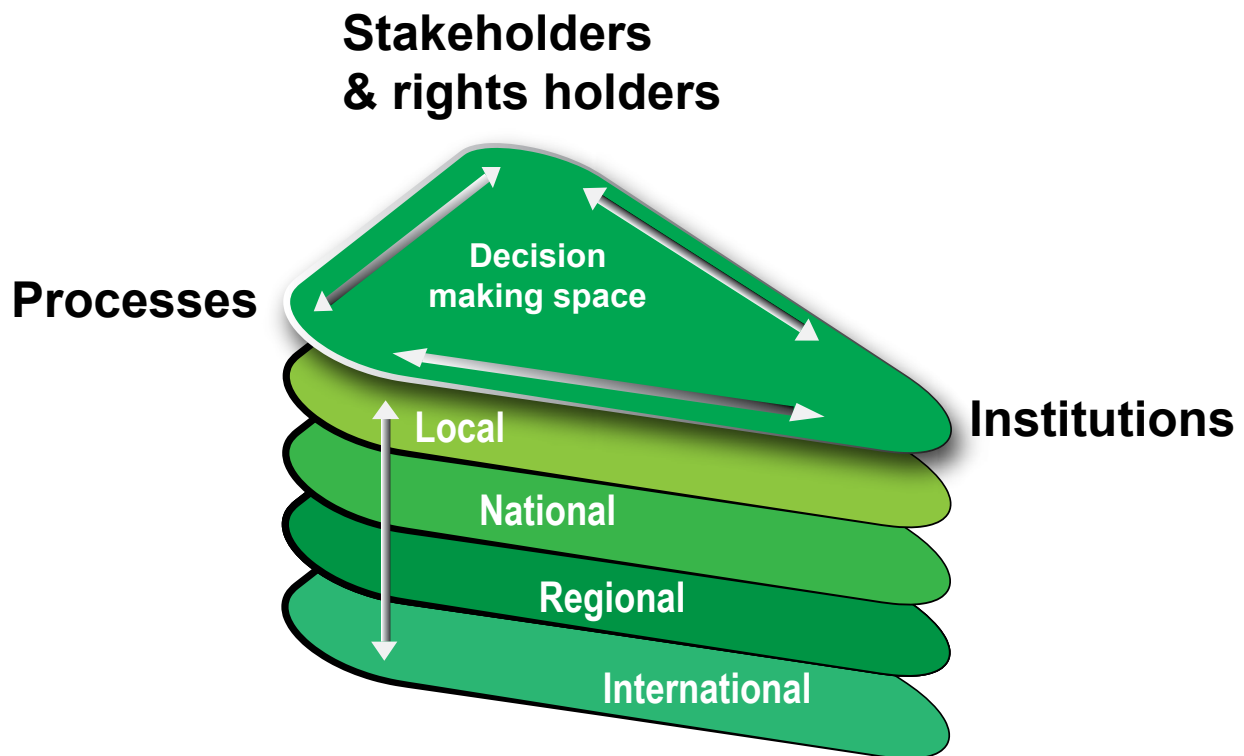 Stakeholders
& rights holders
Decision
making space
Processes
Institutions
Local
National
Regional
International